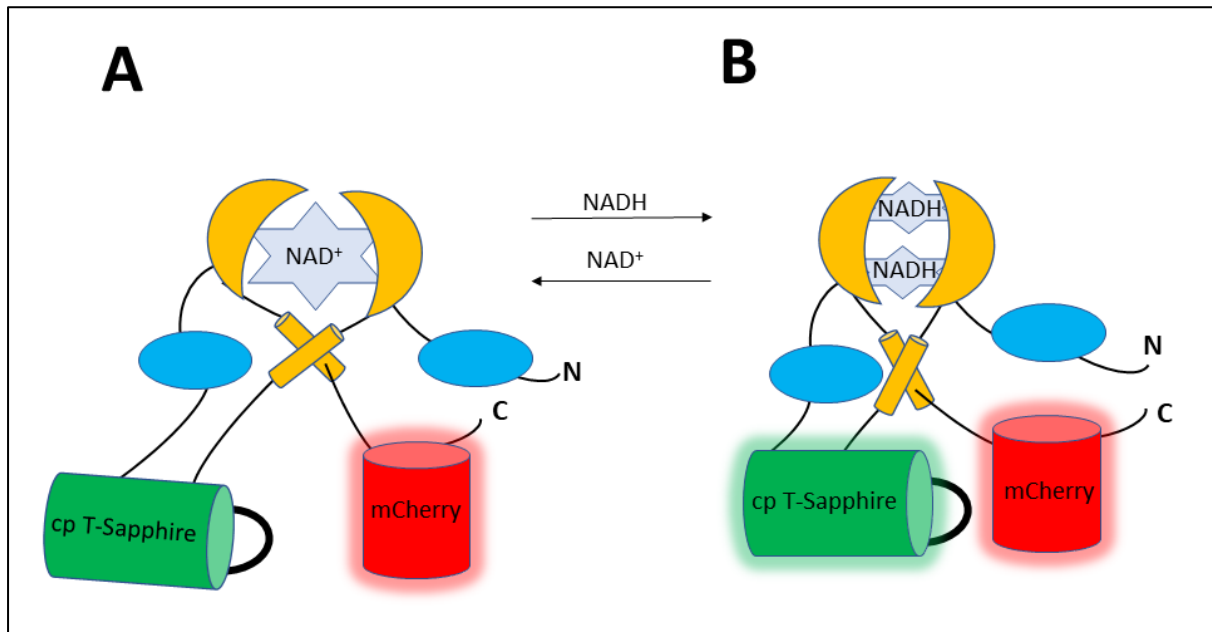 A
B
NADH
NAD⁺
NAD⁺
NADH
NADH
N
C
cp T-Sapphire
mCherry
N
C
cp T-Sapphire
mCherry